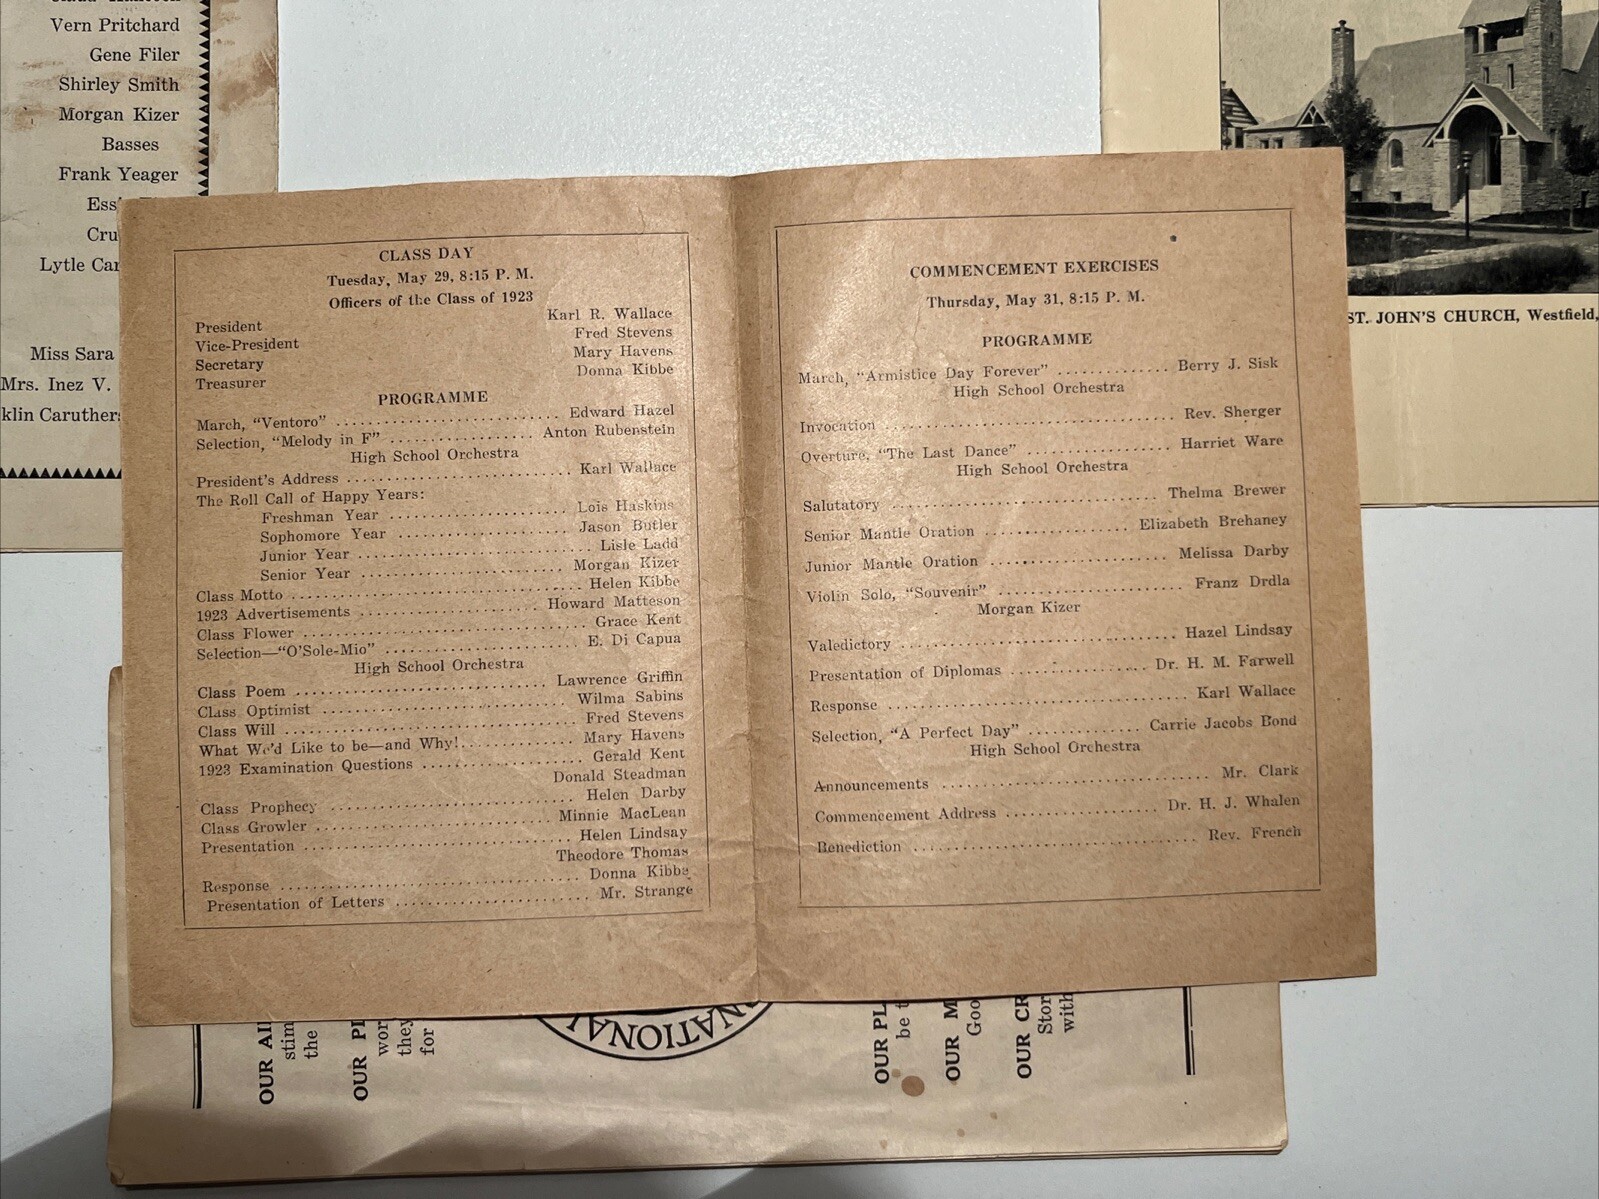 Vern Pritchard
Gene Filer
Shirley Smith
Morgan Kizer
Basses
Frank Yeager
Lytle
Miss Sara
Mrs. Inez V.
klin Caruthers
CLASS DAY
Tuesday, May 29, 8:15 P. M.
Officers of the Class of 1923
President Karl R. Wallace
Vice-President Fred Stevens
Secretary Mary Havens
Treasurer Donna Kibbe
PROGRAMME
March, "Ventoro" .......................... Edward Hazel
Selection, "Melody in F" ................. Anton Rubenstein
High School Orchestra
President's Address .......................... Karl Wallace
The Roll Call of Happy Years:
Freshman Year ..................... Lois Haskins
Sophomore Year .................... Jason Butler
Junior Year ........................... Lisle Ladd
Senior Year ........................ Morgan Kizer
Class Motto .................................. Helen Kibbe
1923 Advertisements ..................... Howard Matteson
Class Flower ................................. Grace Kent
Selection—"O'Sole-Mio" ...................... E. Di Capua
High School Orchestra
Class Poem ............................. Lawrence Griffin
Class Optimist ............................ Wilma Sabins
Class Will ................................. Fred Stevens
What We'd Like to be—and Why!............. Mary Havens
1923 Examination Questions ................. Gerald Kent
Donald Steadman
Class Prophecy ............................ Helen Darby
Class Growler .......................... Minnie MacLean
Presentation ............................. Helen Lindsay
Theodore Thomas
Response ................................. Donna Kibbe
Presentation of Letters ..................... Mr. Strange
COMMENCEMENT EXERCISES
Thursday, May 31, 8:15 P. M.
PROGRAMME
March, "Armistice Day Forever" .............. Berry J. Sisk
High School Orchestra
Invocation ................................ Rev. Sherger
Overture, "The Last Dance" .................. Harriet Ware
High School Orchestra
Salutatory ............................. Thelma Brewer
Senior Mantle Oration .............. Elizabeth Brehaney
Junior Mantle Oration .................. Melissa Darby
Violin Solo, "Souvenir" ...................... Franz Drdla
Morgan Kizer
Valedictory .............................. Hazel Lindsay
Presentation of Diplomas .............. Dr. H. M. Farwell
Response ................................ Karl Wallace
Selection, "A Perfect Day" ............ Carrie Jacobs Bond
High School Orchestra
Announcements ............................. Mr. Clark
Commencement Address ................ Dr. H. J. Whalen
Benediction ............................... Rev. French
ST. JOHN'S CHURCH, Westfield,
OUR
the
OUR
they
for
NATIONAL
OUR
be
OUR
OUR
with